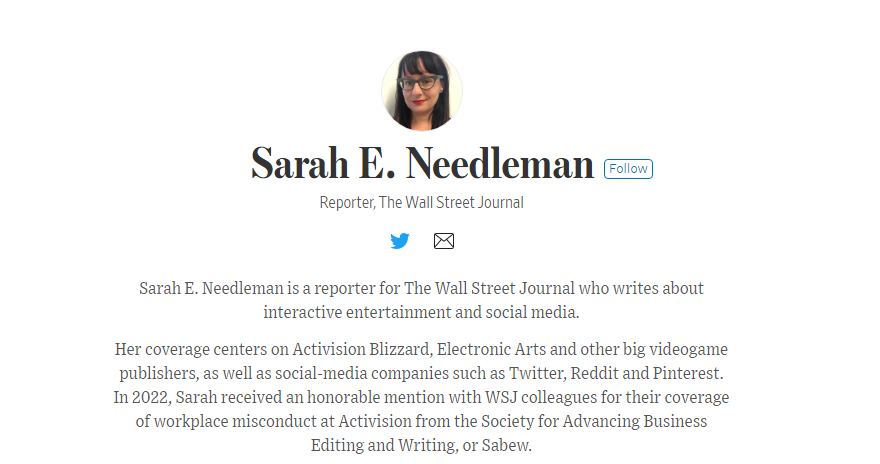 Sarah E. Needleman Follow
Reporter, The Wall Street Journal
Sarah E. Needleman is a reporter for The Wall Street Journal who writes about
interactive entertainment and social media.
Her coverage centers on Activision Blizzard, Electronic Arts and other big videogame
publishers, as well as social-media companies such as Twitter, Reddit and Pinterest.
In 2022, Sarah received an honorable mention with WSJ colleagues for their coverage
of workplace misconduct at Activision from the Society for Advancing Business
Editing and Writing, or Sabew.